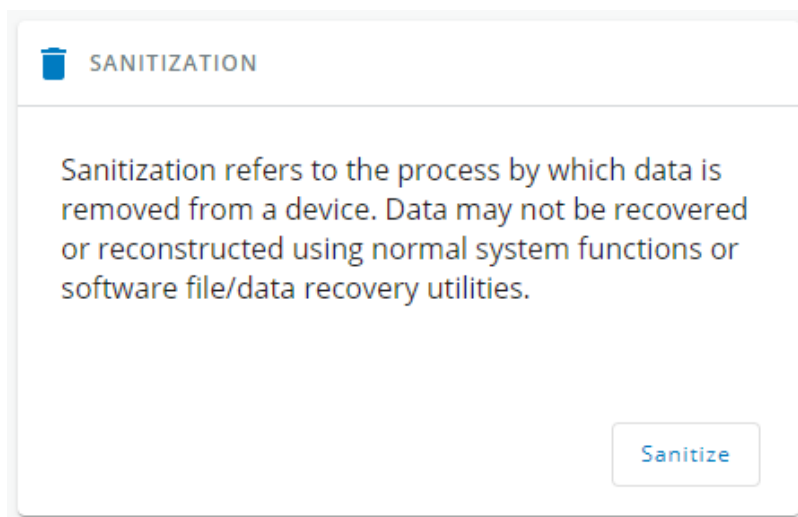 SANITIZATION
Sanitization refers to the process by which data is
removed from a device. Data may not be recovered
or reconstructed using normal system functions or
software file/data recovery utilities.
Sanitize